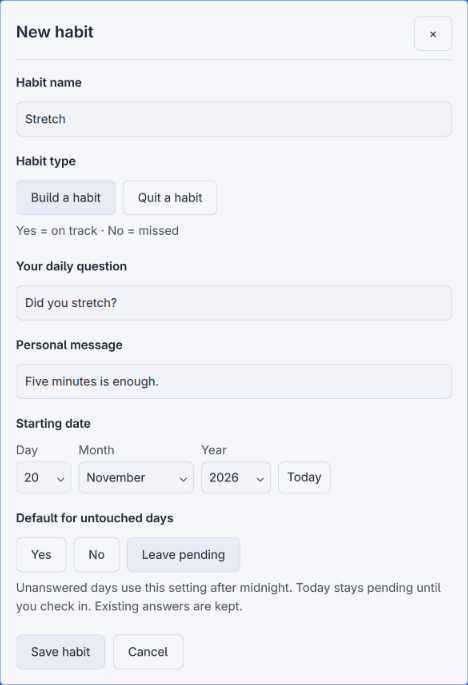 New habit
×
Habit name
Stretch
Habit type
Build a habit
Quit a habit
Yes = on track · No = missed
Your daily question
Did you stretch?
Personal message
Five minutes is enough.
Starting date
Day Month Year
20 November 2026 Today
Default for untouched days
Yes No Leave pending
Unanswered days use this setting after midnight. Today stays pending until
you check in. Existing answers are kept.
Save habit Cancel